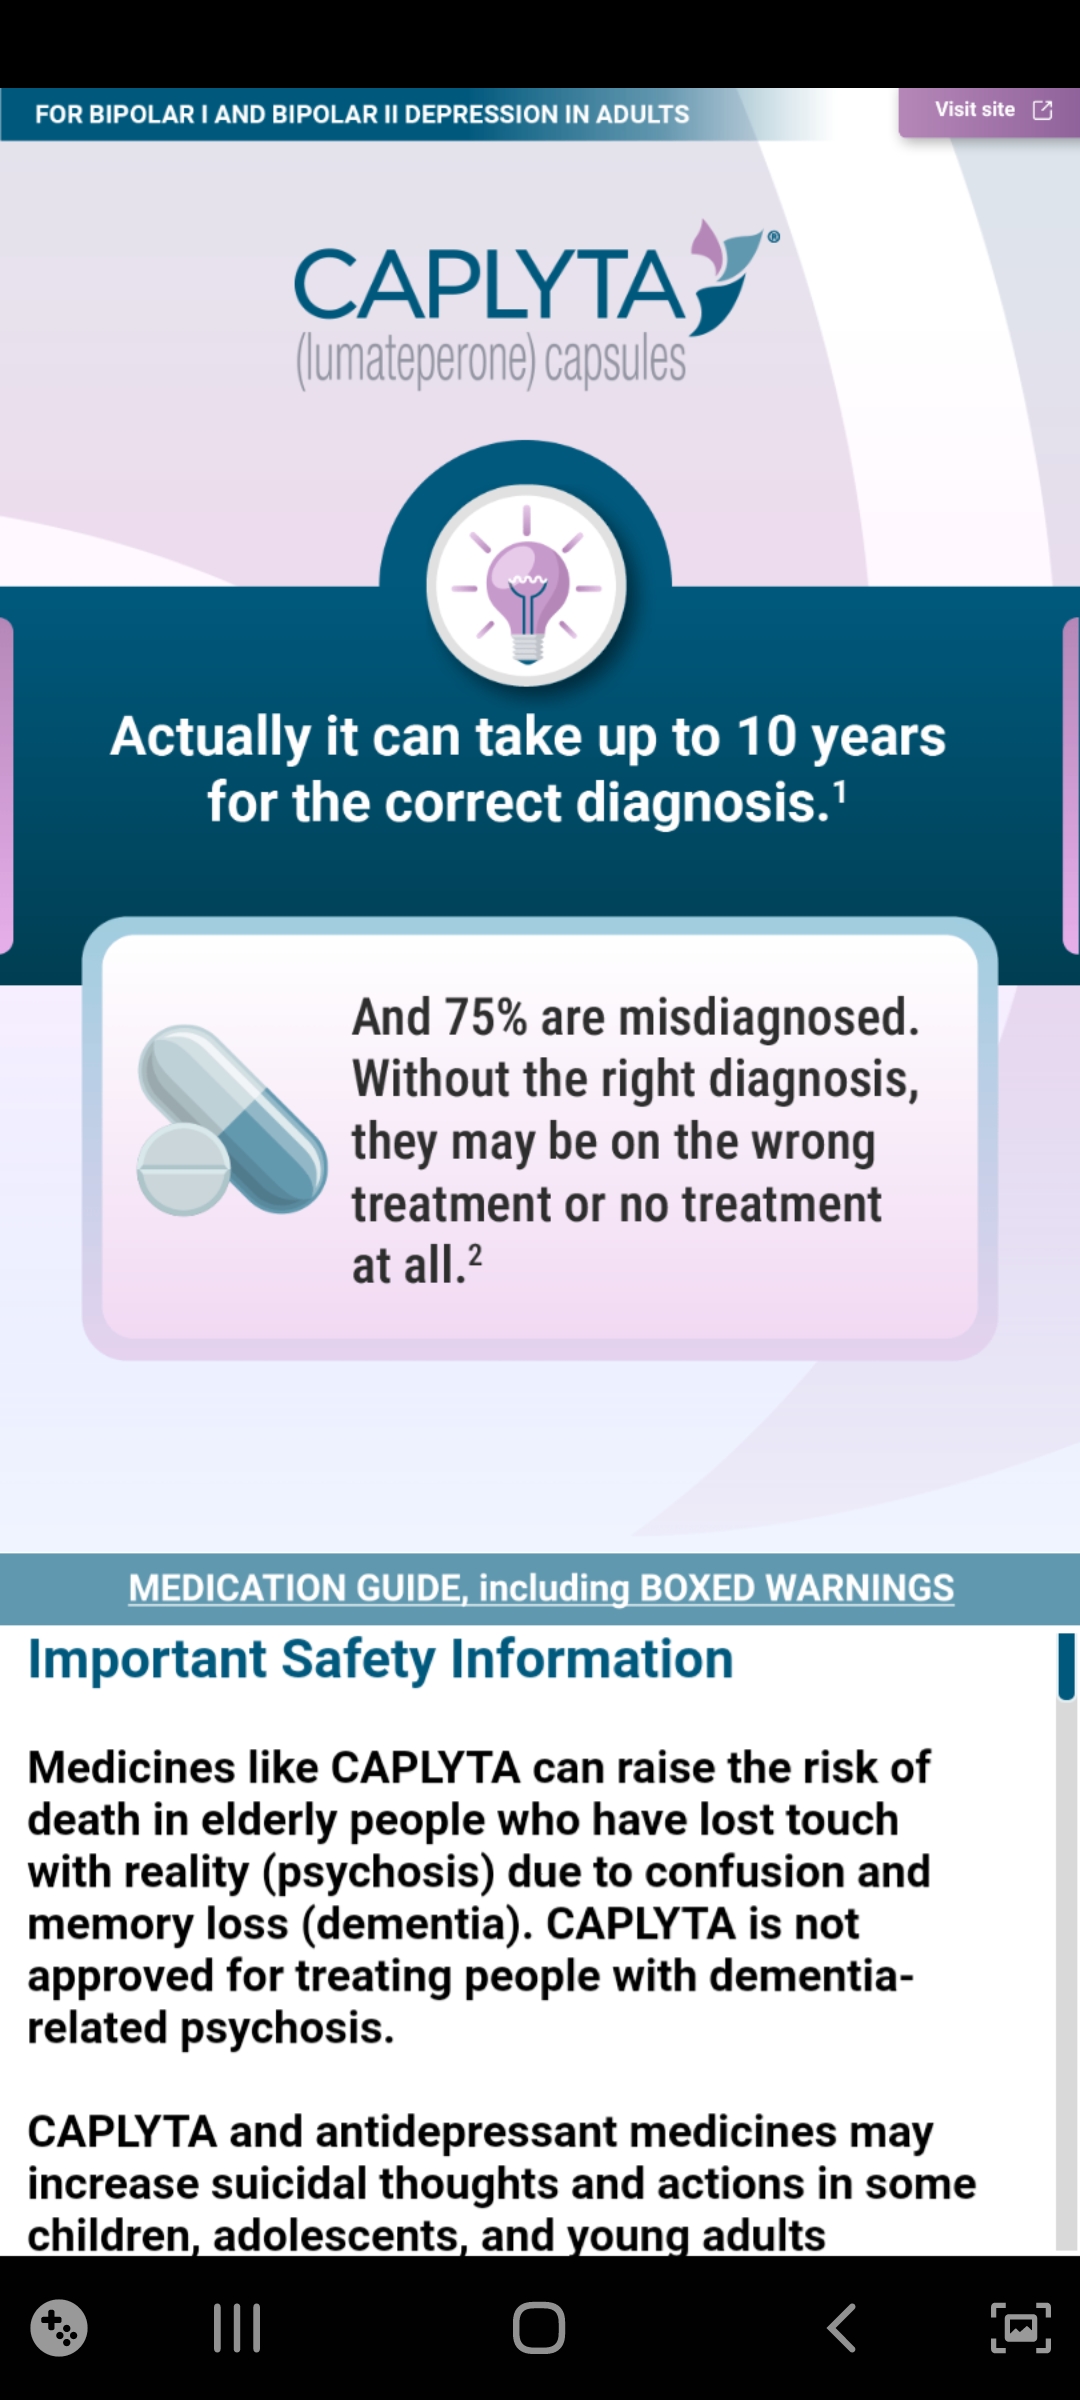 FOR BIPOLAR I AND BIPOLAR II DEPRESSION IN ADULTS
Visit site
CAPLYTA®
(lumateperone) capsules
Actually it can take up to 10 years
for the correct diagnosis.¹
And 75% are misdiagnosed.
Without the right diagnosis,
they may be on the wrong
treatment or no treatment
at all.²
MEDICATION GUIDE, including BOXED WARNINGS
Important Safety Information
Medicines like CAPLYTA can raise the risk of
death in elderly people who have lost touch
with reality (psychosis) due to confusion and
memory loss (dementia). CAPLYTA is not
approved for treating people with dementia-
related psychosis.
CAPLYTA and antidepressant medicines may
increase suicidal thoughts and actions in some
children, adolescents, and young adults